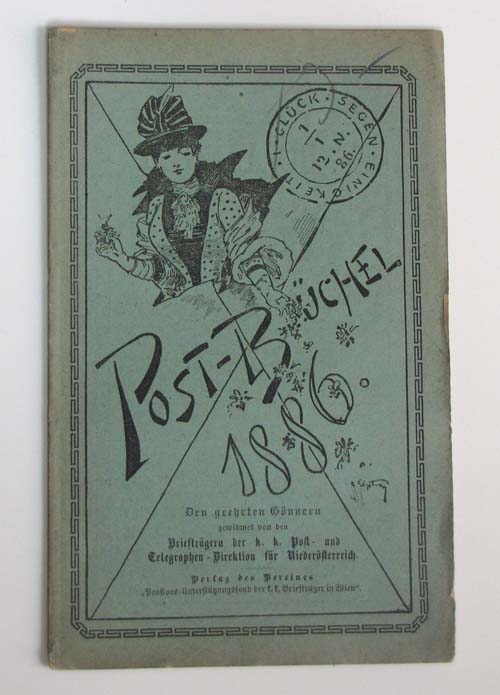 I. GLÜCK. SEGEN. EINIGKEIT.
1/1
12. N.
86.
POST-BÜCHEL
1886.
Den geehrten Gönnern
gewidmet von den
Briefträgern der k. k. Post- und
Telegraphen-Direktion für Niederösterreich.
Verlag des Vereines
„Pensions-Unterstützungsfond der k. k. Briefträger in Wien“.